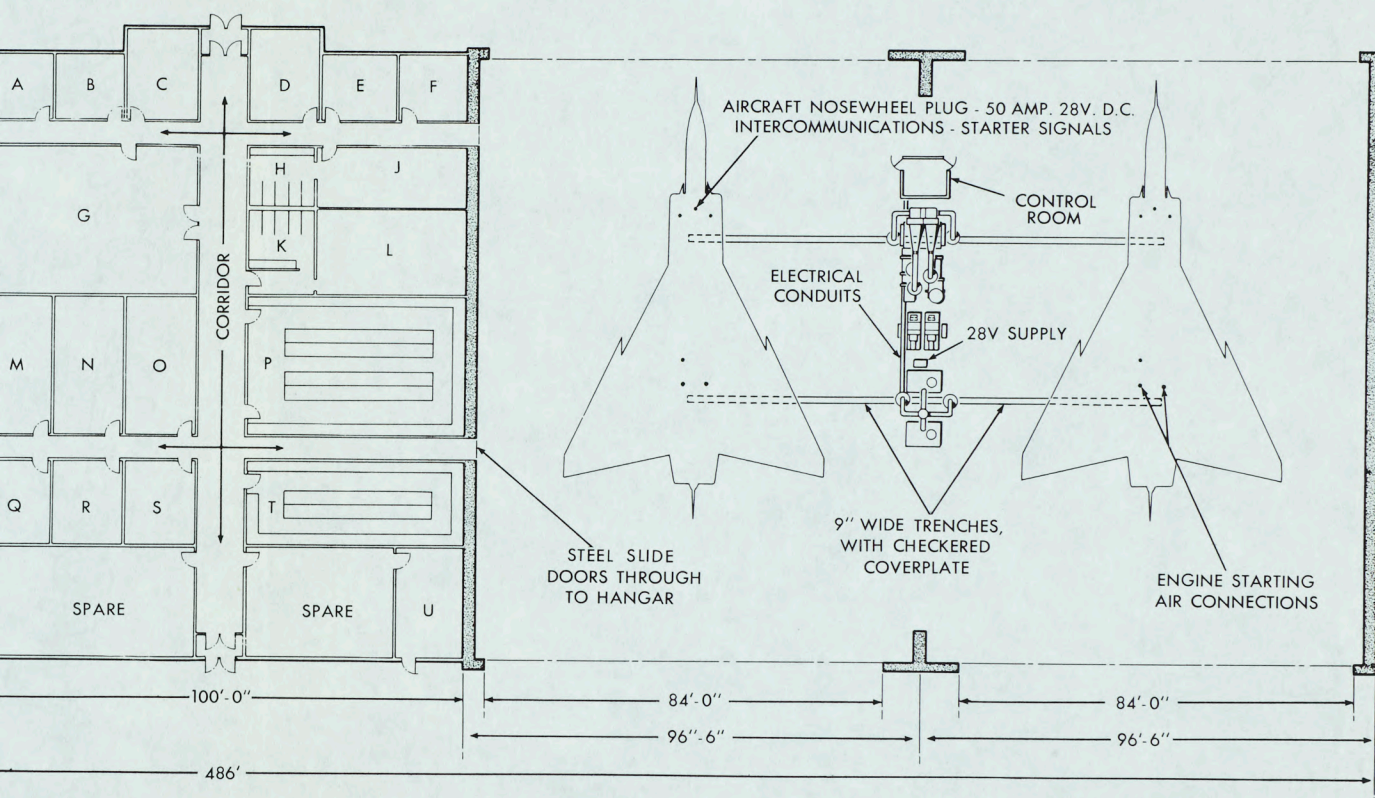 A
B
C
D
E
F
AIRCRAFT NOSEWHEEL PLUG - 50 AMP. 28V. D.C.
INTERCOMMUNICATIONS - STARTER SIGNALS
G
H
J
K
L
CONTROL
ROOM
CORRIDOR
ELECTRICAL
CONDUITS
28V SUPPLY
M
N
O
P
Q
R
S
T
9" WIDE TRENCHES,
WITH CHECKERED
COVERPLATE
STEEL SLIDE
DOORS THROUGH
TO HANGAR
ENGINE STARTING
AIR CONNECTIONS
SPARE
SPARE
U
100'-0"
84'-0"
84'-0"
96''-6"
96'-6"
486'